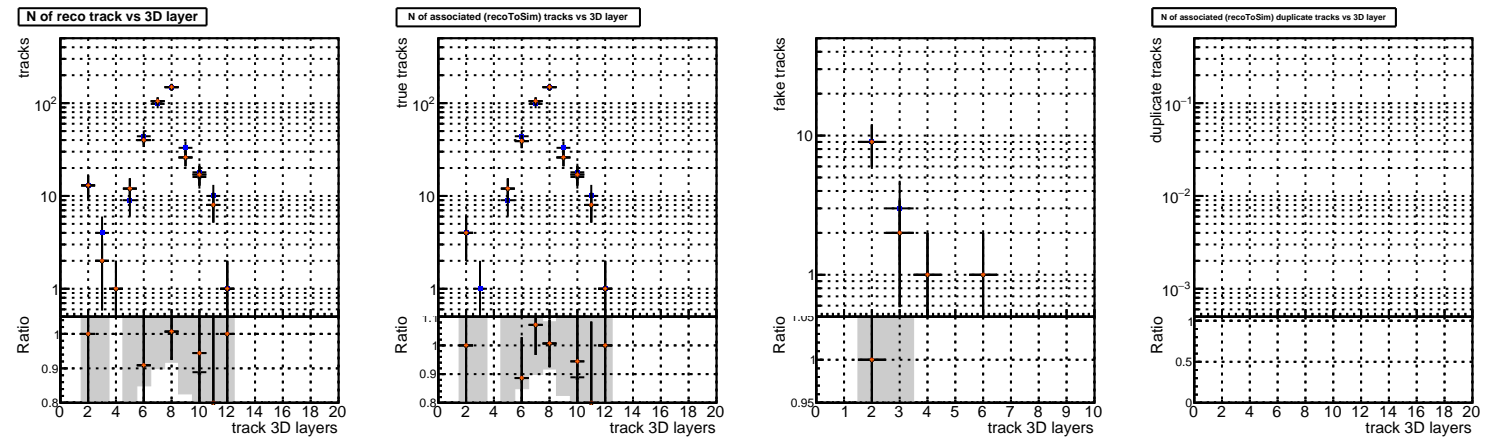 N of reco track vs 3D layer
tracks
10²
10
1
Ratio
1
0.9
0.8
0 2 4 6 8 10 12 14 16 18 20
track 3D layers
N of associated (recoToSim) tracks vs 3D layer
true tracks
10²
10
1
Ratio
1.1
1
0.9
0.8
0 2 4 6 8 10 12 14 16 18 20
track 3D layers
fake tracks
10
1
Ratio
1.05
1
0.95
0 1 2 3 4 5 6 7 8 9 10
track 3D layers
N of associated (recoToSim) duplicate tracks vs 3D layer
duplicate tracks
10⁻¹
10⁻²
10⁻³
Ratio
1
0.5
0
0 2 4 6 8 10 12 14 16 18 20
track 3D layers